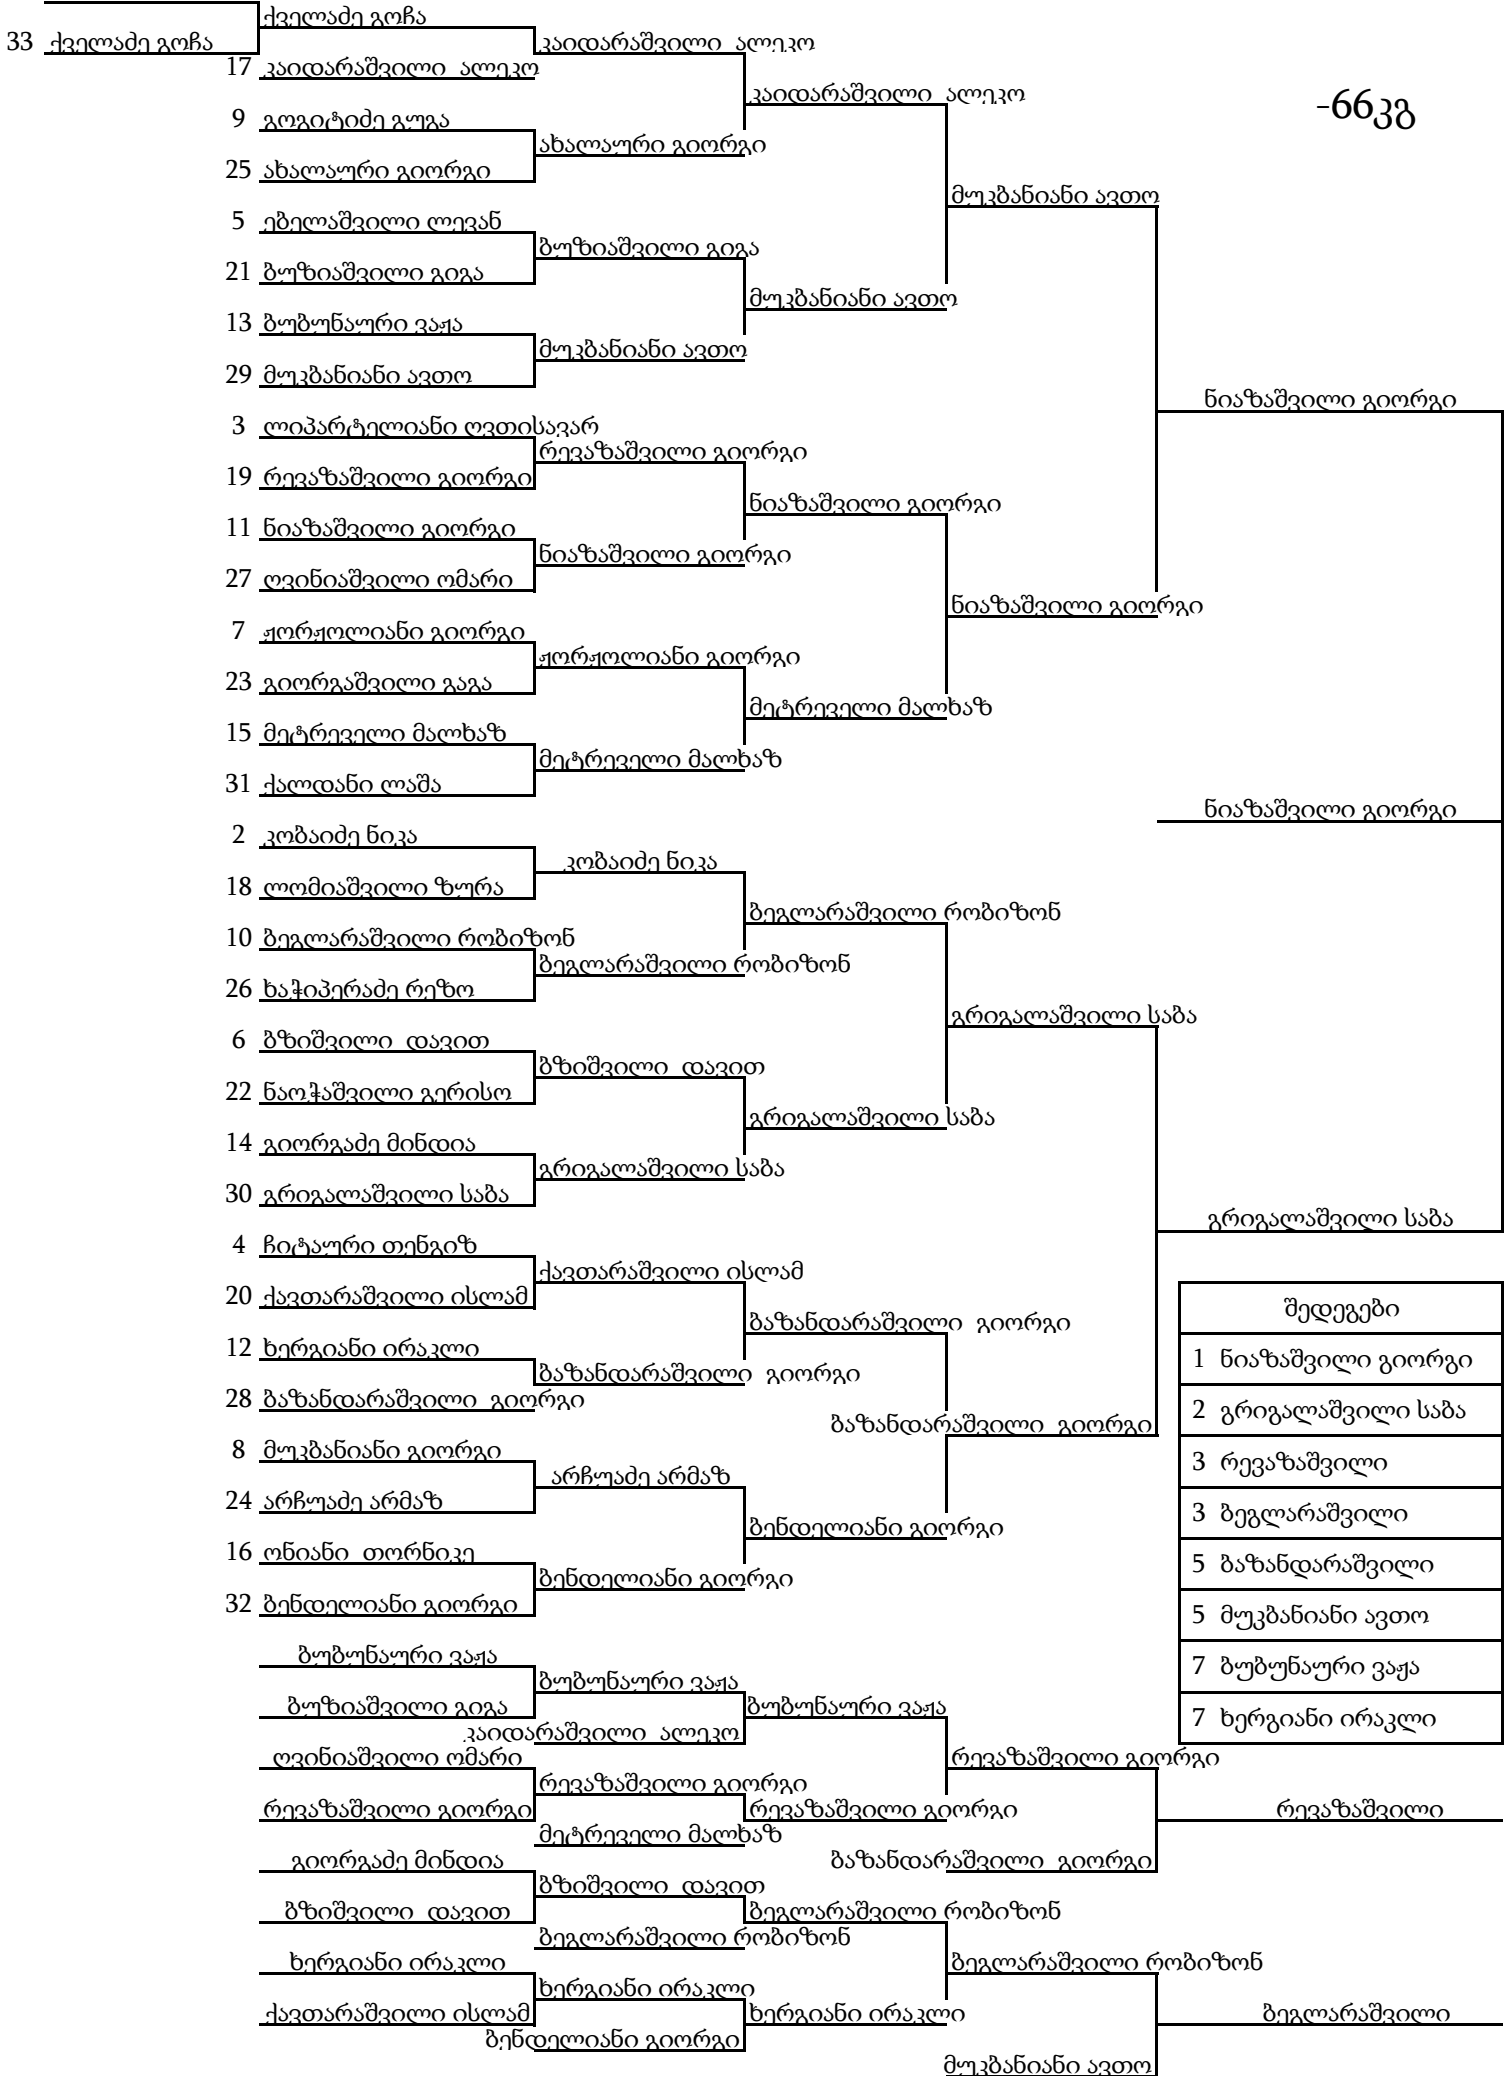 ქველაძე გოჩა
33 ქველაძე გოჩა
კაიდარაშვილი ალეკო
17 კაიდარაშვილი ალეკო
კაიდარაშვილი ალეკო
-66კგ
9 გოგიტიძე გუგა
ახალაური გიორგი
25 ახალაური გიორგი
მუკბანიანი ავთო
5 ებელაშვილი ლევან
ბუზიაშვილი გიგა
21 ბუზიაშვილი გიგა
მუკბანიანი ავთო
13 ბუბუნაური ვაჟა
მუკბანიანი ავთო
29 მუკბანიანი ავთო
ნიაზაშვილი გიორგი
3 ლიპარტელიანი ღვთისავარ
რევაზაშვილი გიორგი
19 რევაზაშვილი გიორგი
ნიაზაშვილი გიორგი
11 ნიაზაშვილი გიორგი
ნიაზაშვილი გიორგი
27 ღვინიაშვილი ომარი
ნიაზაშვილი გიორგი
7 ჟორჟოლიანი გიორგი
ჟორჟოლიანი გიორგი
23 გიორგაშვილი გაგა
მეტრეველი მალხაზ
15 მეტრეველი მალხაზ
მეტრეველი მალხაზ
31 ქალდანი ლაშა
ნიაზაშვილი გიორგი
2 კობაიძე ნიკა
კობაიძე ნიკა
18 ლომიაშვილი ზურა
ბეგლარაშვილი რობიზონ
10 ბეგლარაშვილი რობიზონ
ბეგლარაშვილი რობიზონ
26 ხაჭიპერაძე რეზო
გრიგალაშვილი საბა
6 ბზიშვილი დავით
ბზიშვილი დავით
22 ნაოჭაშვილი გერისო
გრიგალაშვილი საბა
14 გიორგაძე მინდია
გრიგალაშვილი საბა
30 გრიგალაშვილი საბა
გრიგალაშვილი საბა
4 ჩიტაური თენგიზ
ქავთარაშვილი ისლამ
20 ქავთარაშვილი ისლამ
ბაზანდარაშვილი გიორგი
12 ხერგიანი ირაკლი
ბაზანდარაშვილი გიორგი
28 ბაზანდარაშვილი გიორგი
ბაზანდარაშვილი გიორგი
8 მუკბანიანი გიორგი
არჩუაძე არმაზ
24 არჩუაძე არმაზ
ბენდელიანი გიორგი
16 ონიანი თორნიკე
ბენდელიანი გიორგი
32 ბენდელიანი გიორგი
შედეგები
1 ნიაზაშვილი გიორგი
2 გრიგალაშვილი საბა
3 რევაზაშვილი
3 ბეგლარაშვილი
5 ბაზანდარაშვილი
5 მუკბანიანი ავთო
7 ბუბუნაური ვაჟა
7 ხერგიანი ირაკლი
ბუბუნაური ვაჟა
ბუბუნაური ვაჟა
ბუზიაშვილი გიგა
ბუბუნაური ვაჟა
კაიდარაშვილი ალეკო
ღვინიაშვილი ომარი
რევაზაშვილი გიორგი
რევაზაშვილი გიორგი
რევაზაშვილი გიორგი
რევაზაშვილი გიორგი
რევაზაშვილი
მეტრეველი მალხაზ
გიორგაძე მინდია
ბაზანდარაშვილი გიორგი
ბზიშვილი დავით
ბზიშვილი დავით
ბეგლარაშვილი რობიზონ
ბეგლარაშვილი რობიზონ
ხერგიანი ირაკლი
ბეგლარაშვილი რობიზონ
ხერგიანი ირაკლი
ქავთარაშვილი ისლამ
ხერგიანი ირაკლი
ბეგლარაშვილი
ბენდელიანი გიორგი
მუკბანიანი ავთო